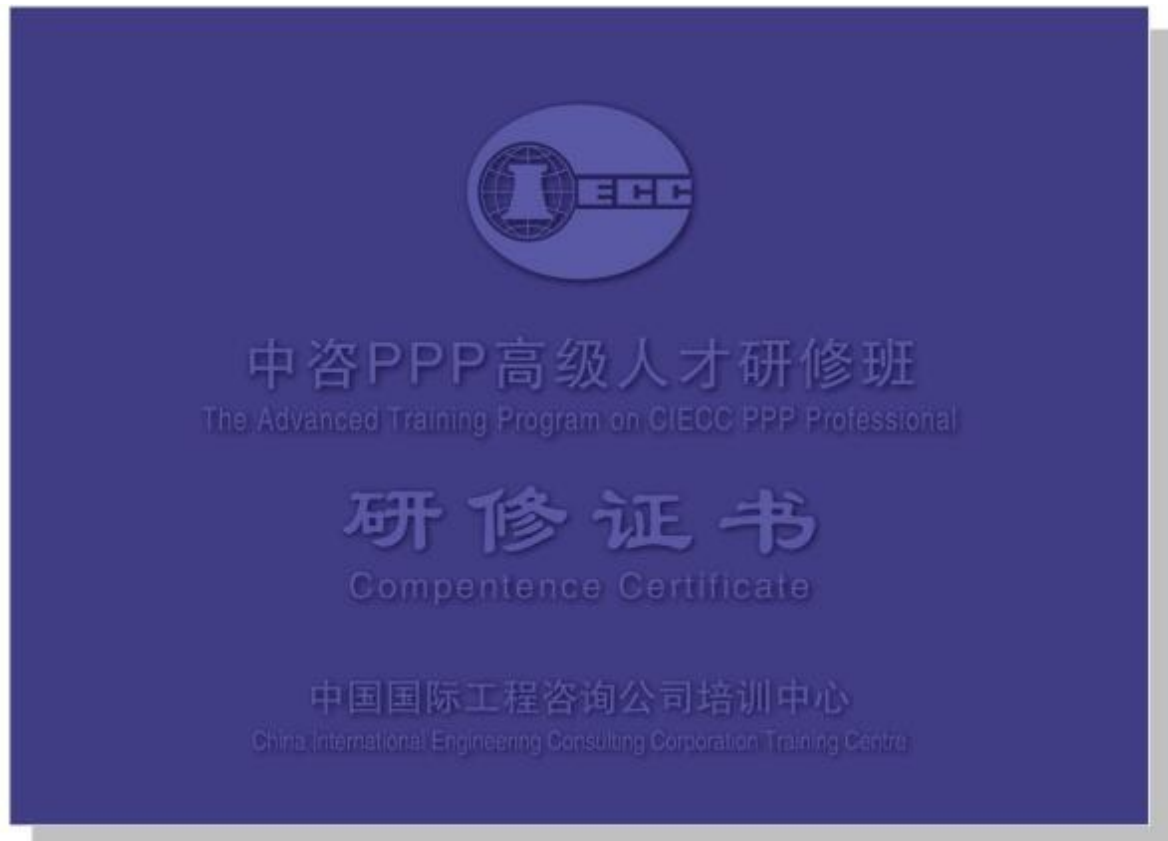 ECC
中咨PPP高级人才研修班
The Advanced Training Program on CIECC PPP Professional
研修证书
Compentence Certificate
中国国际工程咨询公司培训中心
China International Engineering Consulting Corporation Training Centre